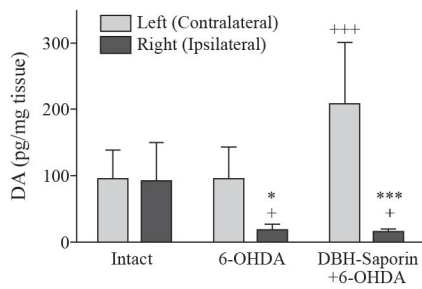 Left (Contralateral)
Right (Ipsilateral)
DA (pg/mg tissue)
300
200
100
0
+++
*
+
***
+
Intact
6-OHDA
DBH-Saporin
+6-OHDA